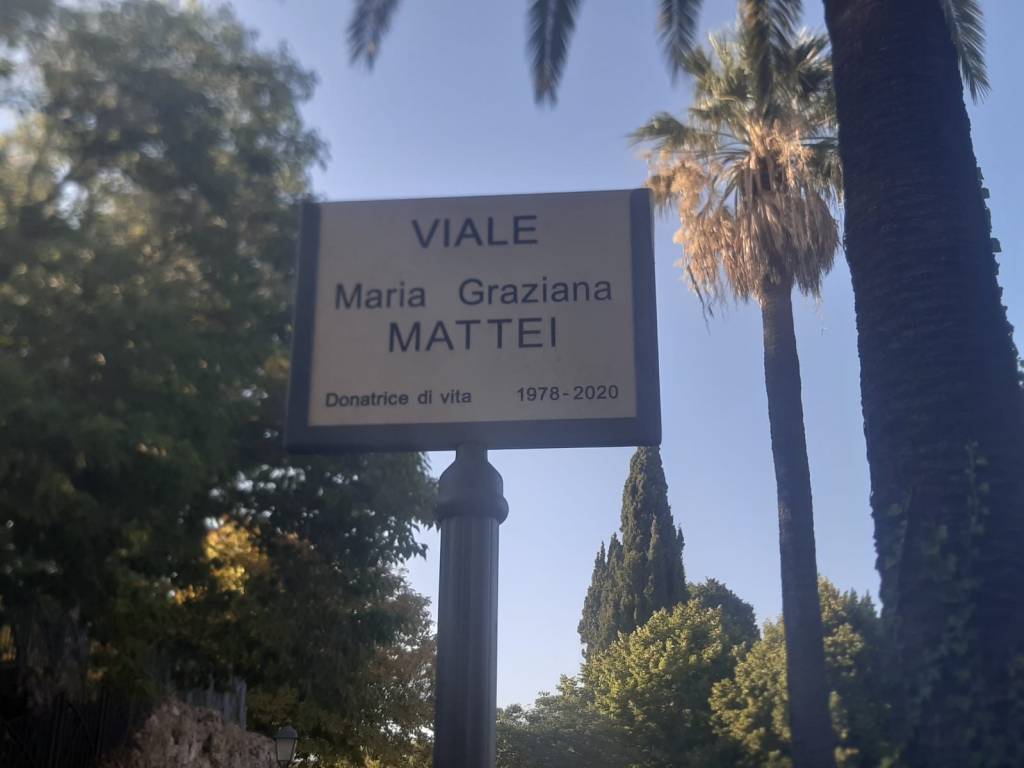 VIALE
Maria Graziana
MATTEI
Donatrice di vita 1978-2020